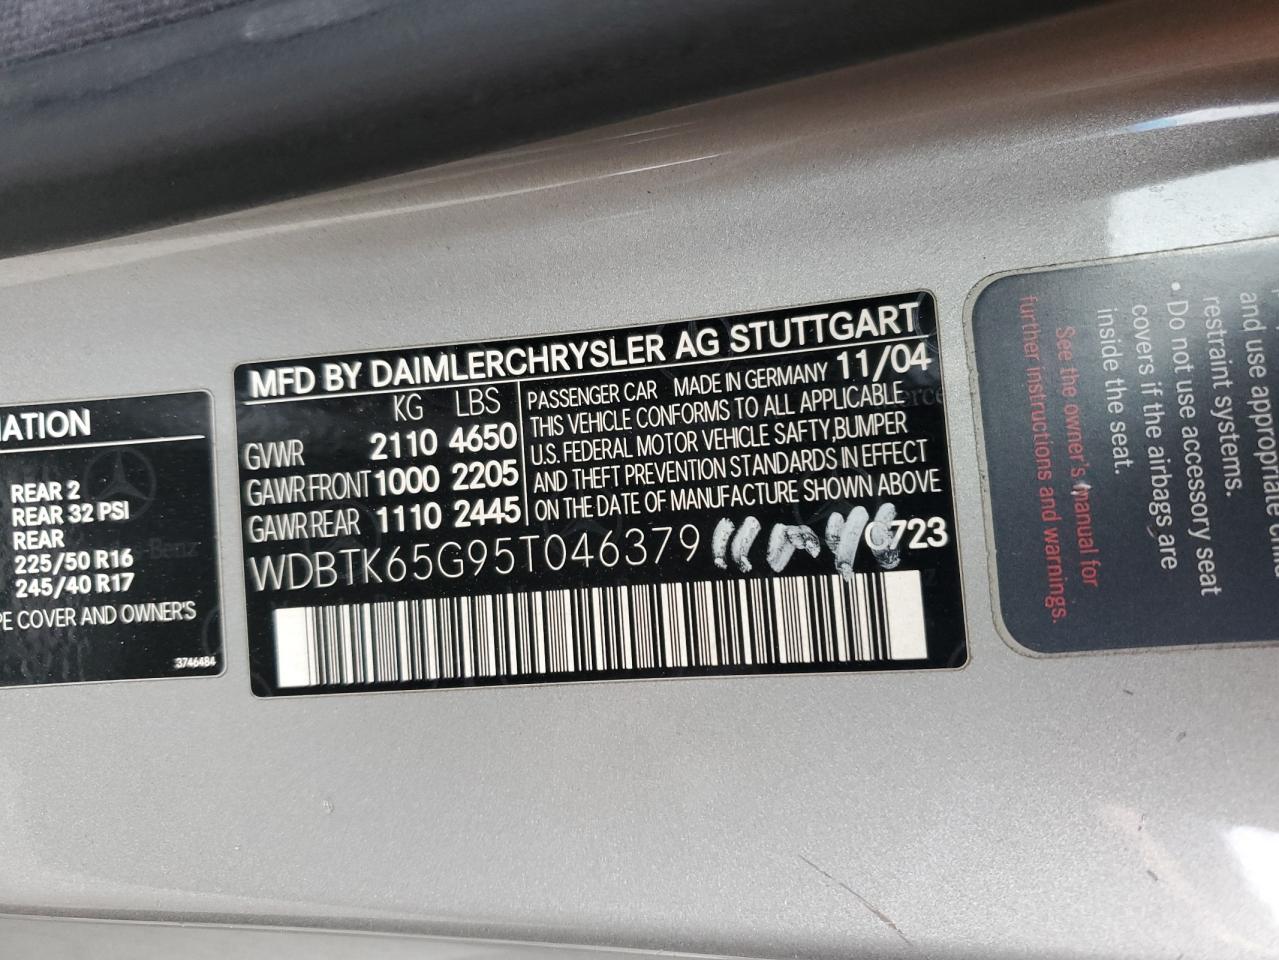 IATION
REAR 2
REAR 32 PSI
REAR
225/50 R16
245/40 R17
COVER AND OWNER'S
3746484
MFD BY DAIMLERCHRYSLER AG STUTTGART
KG LBS
GVWR 2110 4650
GAWR FRONT 1000 2205
GAWR REAR 1110 2445
PASSENGER CAR MADE IN GERMANY 11/04
THIS VEHICLE CONFORMS TO ALL APPLICABLE
U.S. FEDERAL MOTOR VEHICLE SAFTY,BUMPER
AND THEFT PREVENTION STANDARDS IN EFFECT
ON THE DATE OF MANUFACTURE SHOWN ABOVE
WDBTK65G95T046379 C723
and use appropriate
restraint systems.
• Do not use accessory seat
covers if the airbags are
inside the seat.
See the owner's manual for
further instructions and warnings.